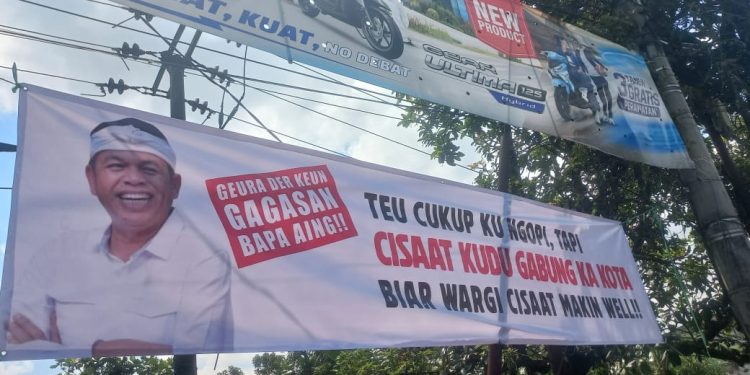 AT, KUAT, NO DEBAT
GEAR
ULTIMA 125
Hybrid
NEW
PRODUCT
GRATIS
GEURA DER KEUN
GAGASAN
BAPA AING!!
TEU CUKUP KU NGOPI, TAPI
CISAAT KUDU GABUNG KA KOTA
BIAR WARGI CISAAT MAKIN WELL!!